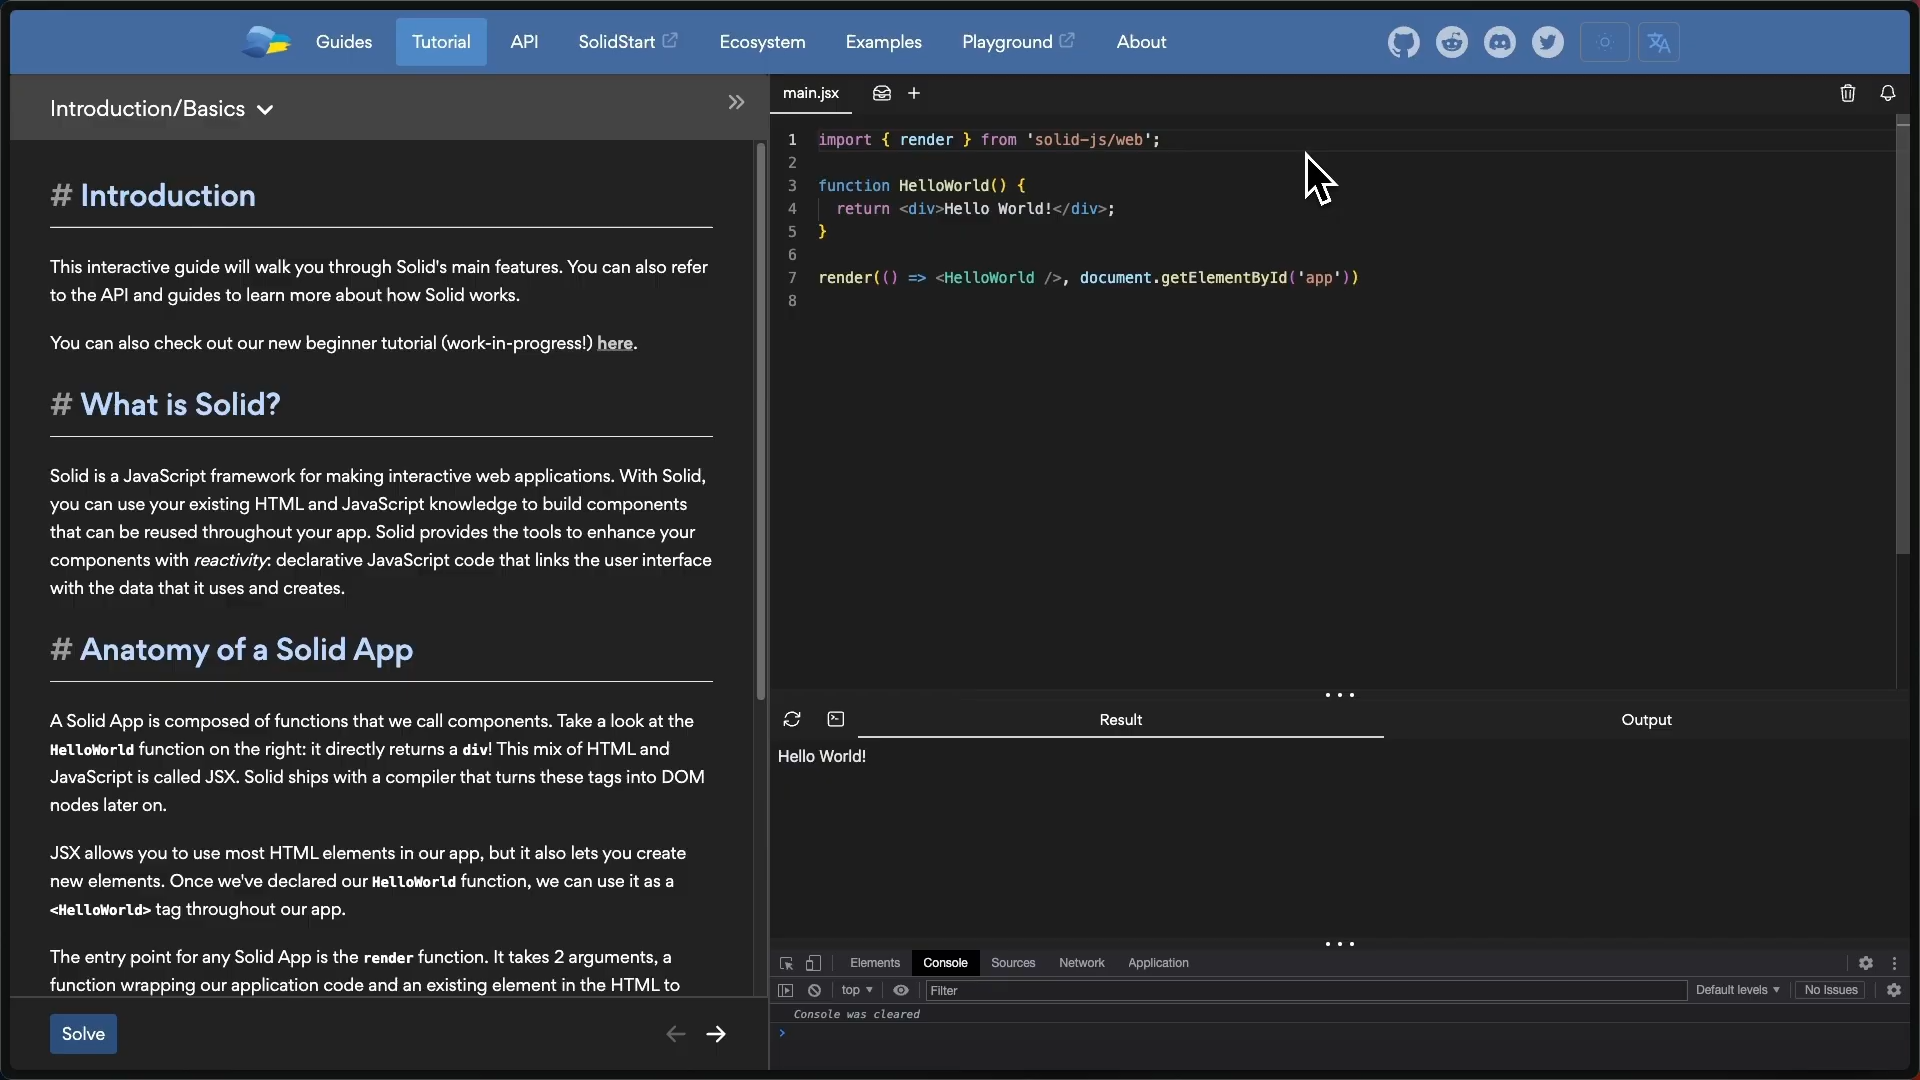 Guides Tutorial API SolidStart Ecosystem Examples Playground About
Introduction/Basics
# Introduction
This interactive guide will walk you through Solid's main features. You can also refer
to the API and guides to learn more about how Solid works.
You can also check out our new beginner tutorial (work-in-progress!) here.
# What is Solid?
Solid is a JavaScript framework for making interactive web applications. With Solid,
you can use your existing HTML and JavaScript knowledge to build components
that can be reused throughout your app. Solid provides the tools to enhance your
components with reactivity: declarative JavaScript code that links the user interface
with the data that it uses and creates.
# Anatomy of a Solid App
A Solid App is composed of functions that we call components. Take a look at the
HelloWorld function on the right: it directly returns a div! This mix of HTML and
JavaScript is called JSX. Solid ships with a compiler that turns these tags into DOM
nodes later on.
JSX allows you to use most HTML elements in our app, but it also lets you create
new elements. Once we've declared our HelloWorld function, we can use it as a
<HelloWorld> tag throughout our app.
The entry point for any Solid App is the render function. It takes 2 arguments, a
function wrapping our application code and an existing element in the HTML to
Solve
main.jsx
1 import { render } from 'solid-js/web';
2
3 function HelloWorld() {
4 return <div>Hello World!</div>;
5 }
6
7 render(() => <HelloWorld />, document.getElementById('app'))
8
Result Output
Hello World!
Elements Console Sources Network Application
top Filter Default levels No Issues
Console was cleared